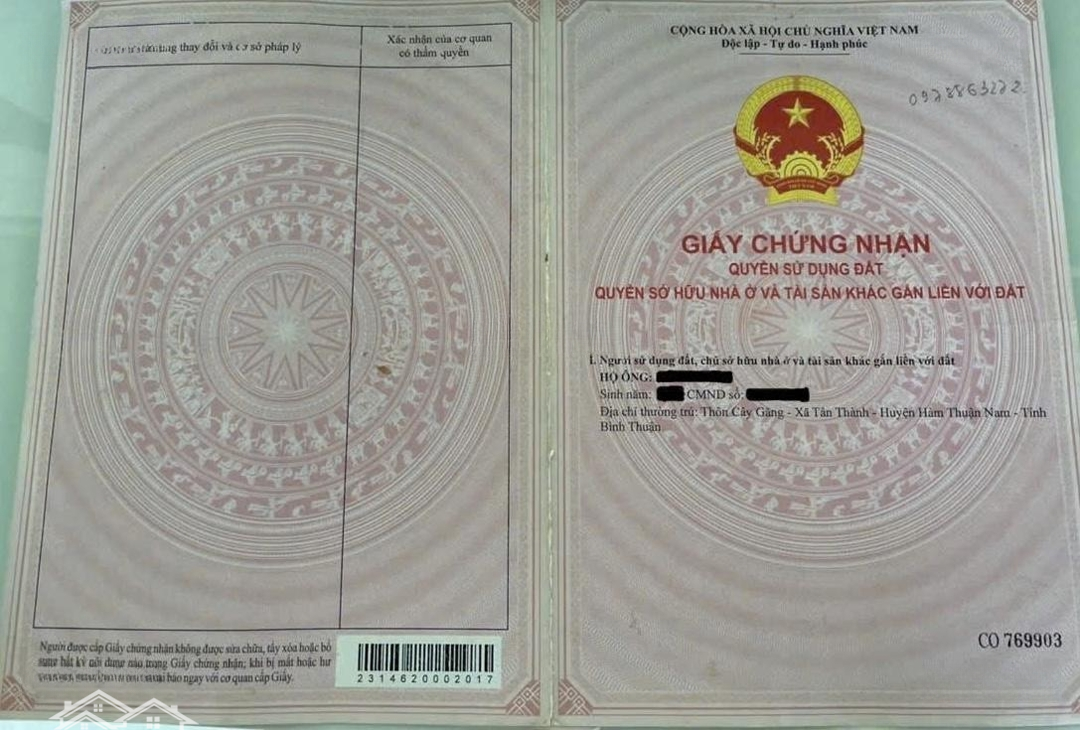 thay đổi và cơ sở pháp lý
Xác nhận của cơ quan
có thẩm quyền
Người được cấp Giấy chứng nhận không được sửa chữa, tẩy xóa hoặc bổ
sung bất kỳ nội dung nào trong Giấy chứng nhận; khi bị mất hoặc hư
báo ngay với cơ quan cấp Giấy.
2314620002017
CỘNG HÒA XÃ HỘI CHỦ NGHĨA VIỆT NAM
Độc lập - Tự do - Hạnh phúc
0978863272
GIẤY CHỨNG NHẬN
QUYỀN SỬ DỤNG ĐẤT
QUYỀN SỞ HỮU NHÀ Ở VÀ TÀI SẢN KHÁC GẮN LIỀN VỚI ĐẤT
I. Người sử dụng đất, chủ sở hữu nhà ở và tài sản khác gắn liền với đất
HỘ ÔNG:
Sinh năm: CMND số:
Địa chỉ thường trú: Thôn Cây Găng - Xã Tân Thành - Huyện Hàm Thuận Nam - Tỉnh
Bình Thuận
CO 769903